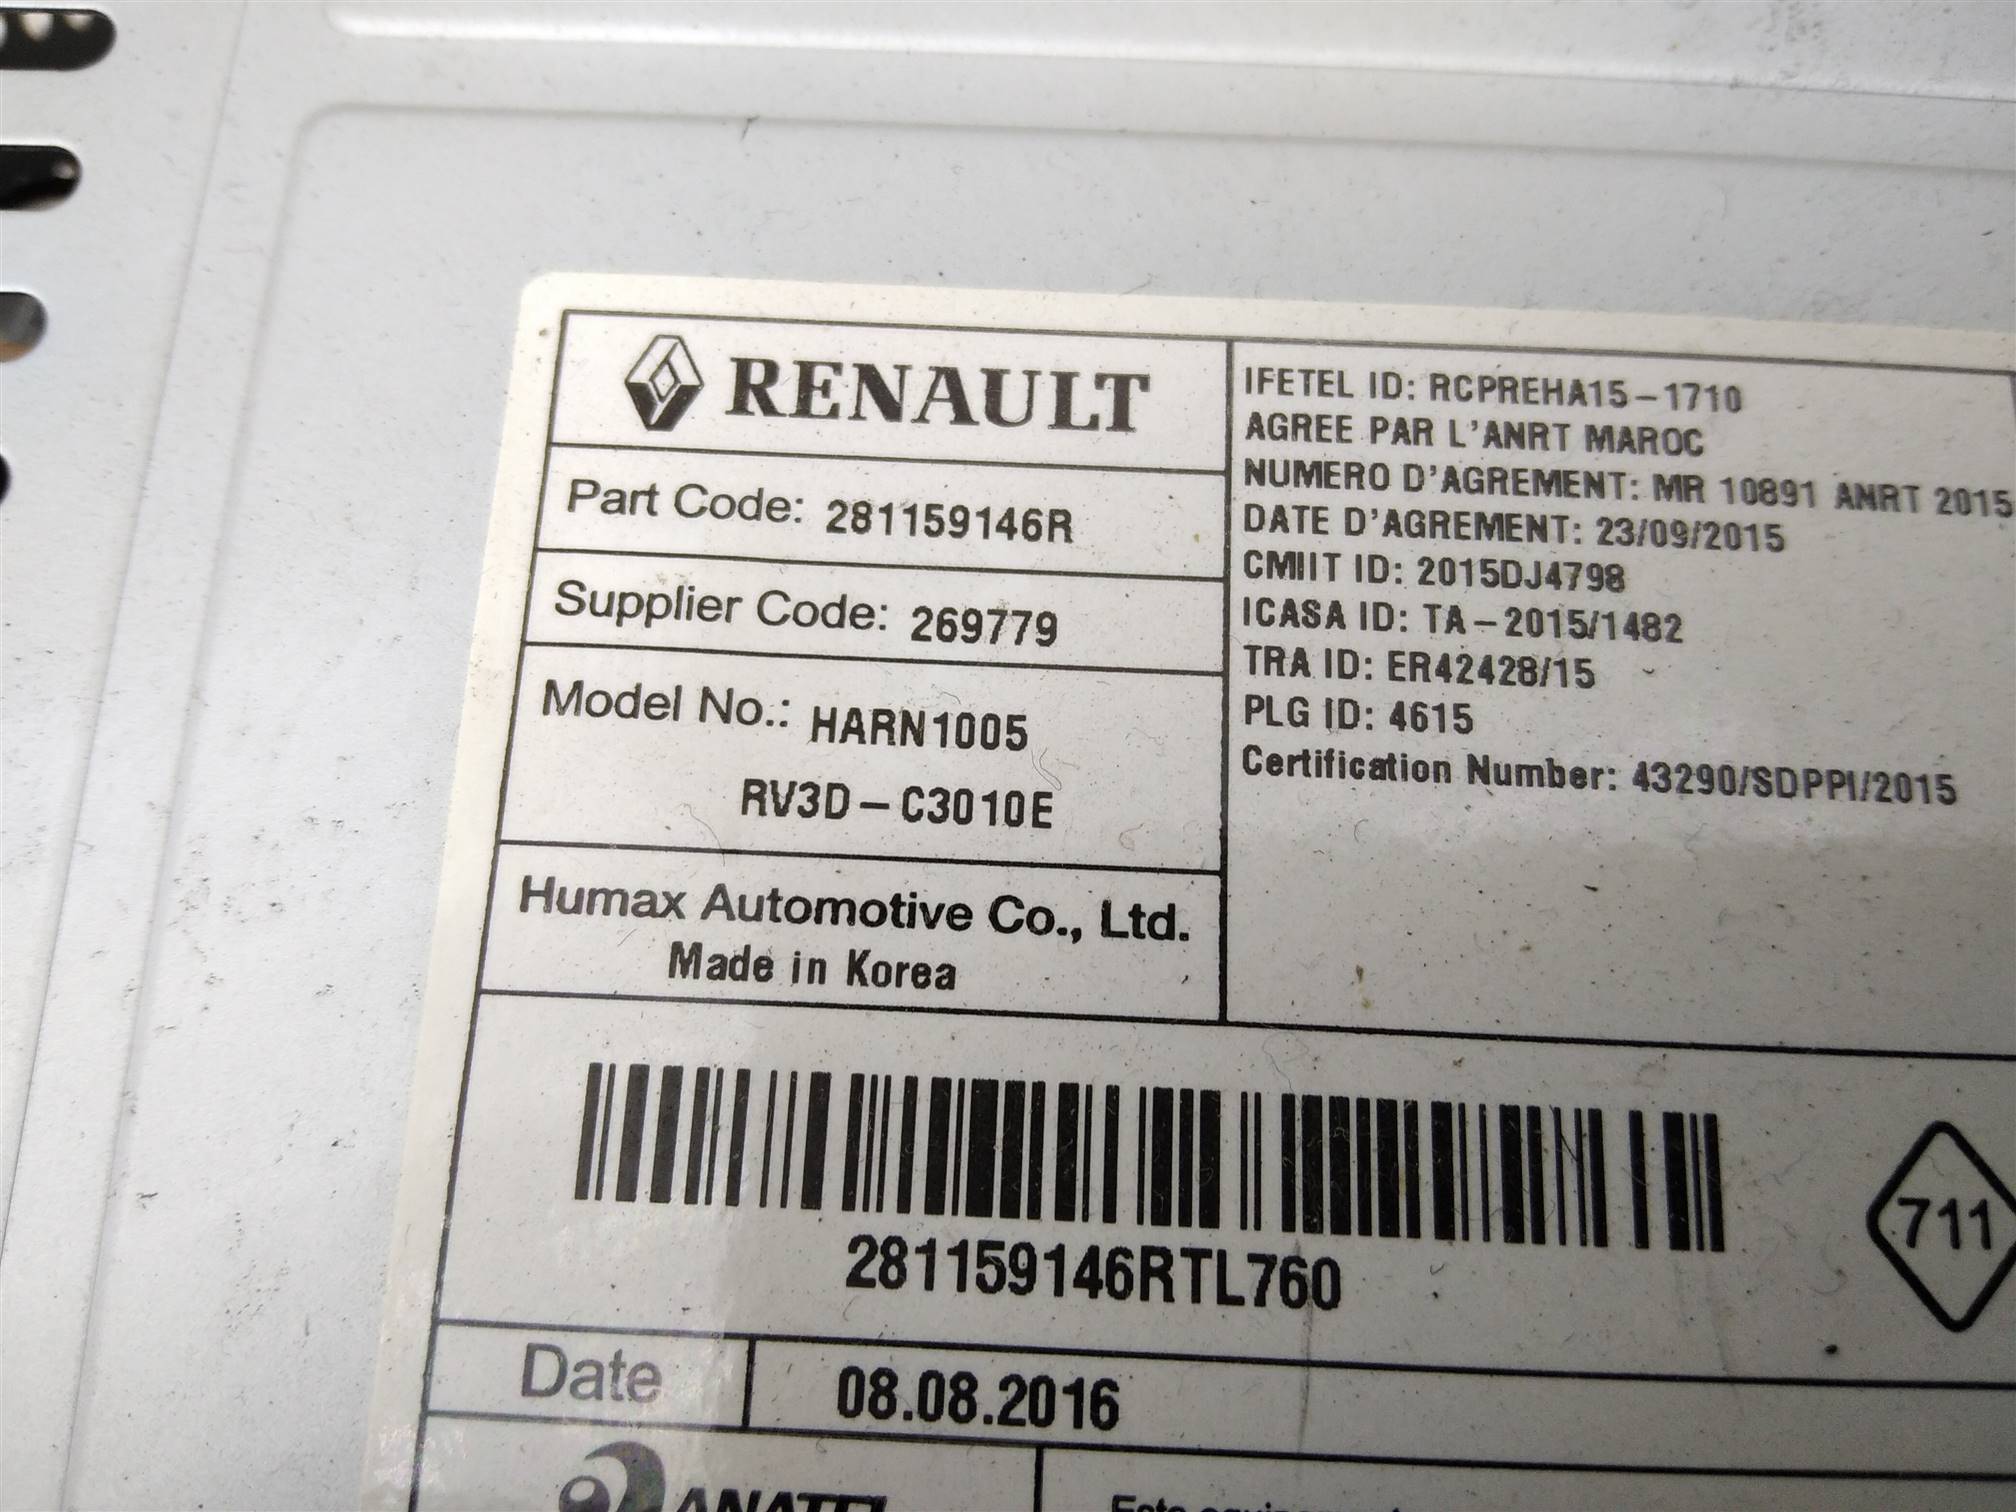 RENAULT
Part Code: 281159146R
Supplier Code: 269779
Model No.: HARN1005
RV3D-C3010E
Humax Automotive Co., Ltd.
Made in Korea
IFETEL ID: RCPREHA15-1710
AGREE PAR L'ANRT MAROC
NUMERO D'AGREMENT: MR 10891 ANRT 2015
DATE D'AGREMENT: 23/09/2015
CMIIT ID: 2015DJ4798
ICASA ID: TA-2015/1482
TRA ID: ER42428/15
PLG ID: 4615
Certification Number: 43290/SDPPI/2015
281159146RTL760
711
Date 08.08.2016
ANATEL
Este